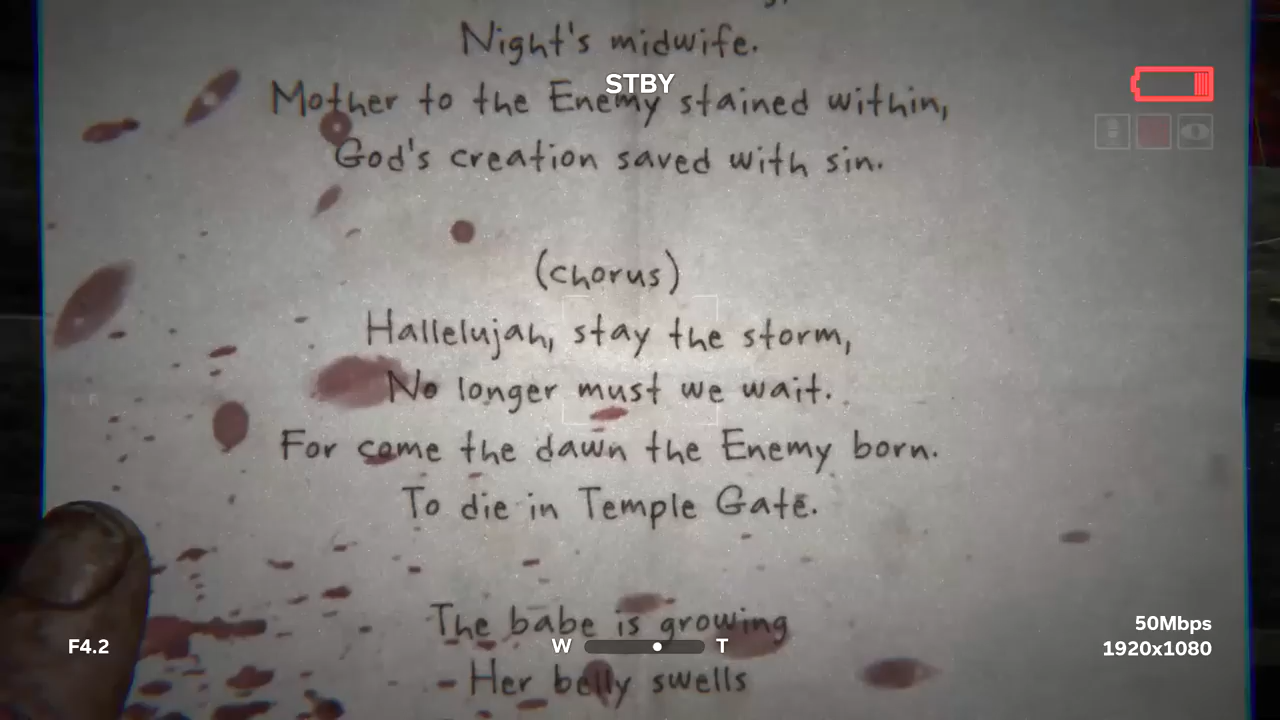 Night's midwife.
STBY
Mother to the Enemy stained within,
God's creation saved with sin.
(chorus)
Hallelujah, stay the storm,
No longer must we wait.
For come the dawn the Enemy born.
To die in Temple Gate.
The babe is growing
Her belly swells
F4.2
W T
50Mbps
1920x1080